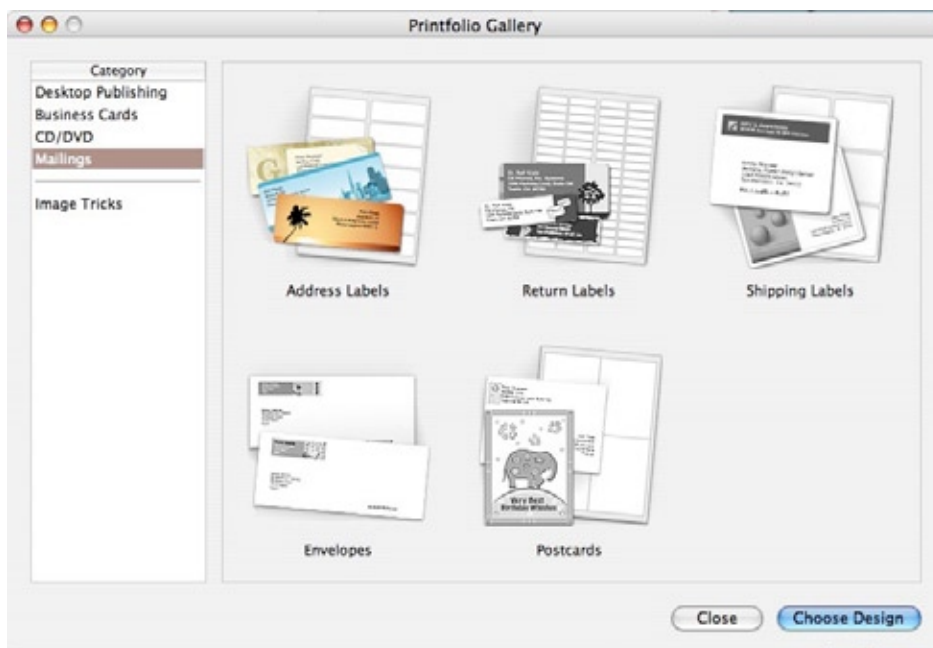 Printfolio Gallery
Category
Desktop Publishing
Business Cards
CD/DVD
Mailings
Image Tricks
Address Labels
Return Labels
Shipping Labels
Very Best
Birthday Wishes
Envelopes
Postcards
Close
Choose Design